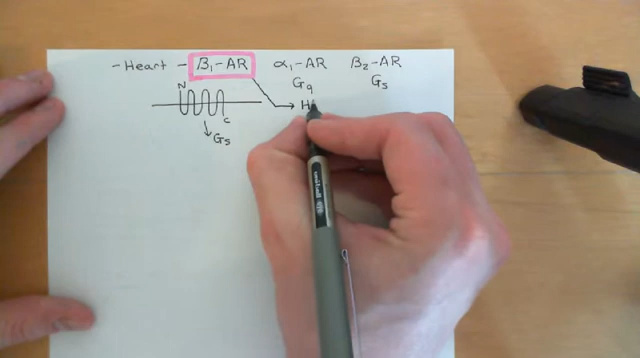 - Heart - β₁-AR α₁-AR β₂-AR
Gq Gs
N
H
C
Gs